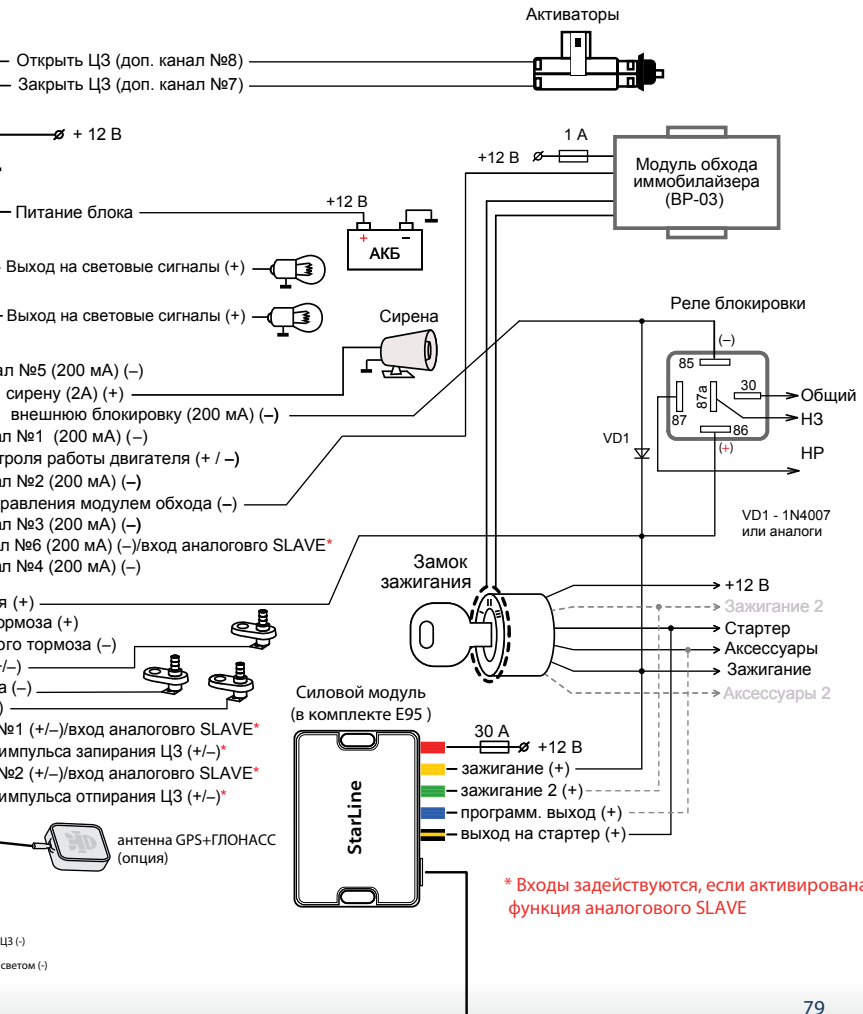 Активаторы
Открыть ЦЗ (доп. канал №8)
Закрыть ЦЗ (доп. канал №7)
+ 12 В
1 А
+12 В
Модуль обхода
иммобилайзера
(BP-03)
Питание блока
+12 В
+ –
АКБ
Выход на световые сигналы (+)
Выход на световые сигналы (+)
Сирена
Реле блокировки
(–)
85
30
Общий
87a
87
НЗ
86
(+)
НР
VD1
VD1 - 1N4007
или аналоги
ал №5 (200 мА) (–)
сирену (2А) (+)
внешнюю блокировку (200 мА) (–)
ал №1 (200 мА) (–)
троля работы двигателя (+ / –)
ал №2 (200 мА) (–)
равления модулем обхода (–)
ал №3 (200 мА) (–)
л №6 (200 мА) (–)/вход аналоговго SLAVE*
ал №4 (200 мА) (–)
я (+)
ормоза (+)
ого тормоза (–)
+/–)
а (–)
)
№1 (+/–)/вход аналоговго SLAVE*
импульса запирания ЦЗ (+/–)*
№2 (+/–)/вход аналоговго SLAVE*
импульса отпирания ЦЗ (+/–)*
Замок
зажигания
+12 В
Зажигание 2
Стартер
Аксессуары
Зажигание
Аксессуары 2
Силовой модуль
(в комплекте E95 )
StarLine
30 А
+12 В
зажигание (+)
зажигание 2 (+)
программ. выход (+)
выход на стартер (+)
антенна GPS+ГЛОНАСС
(опция)
* Входы задействуются, если активирована
функция аналогового SLAVE
ЦЗ (-)
светом (-)
79